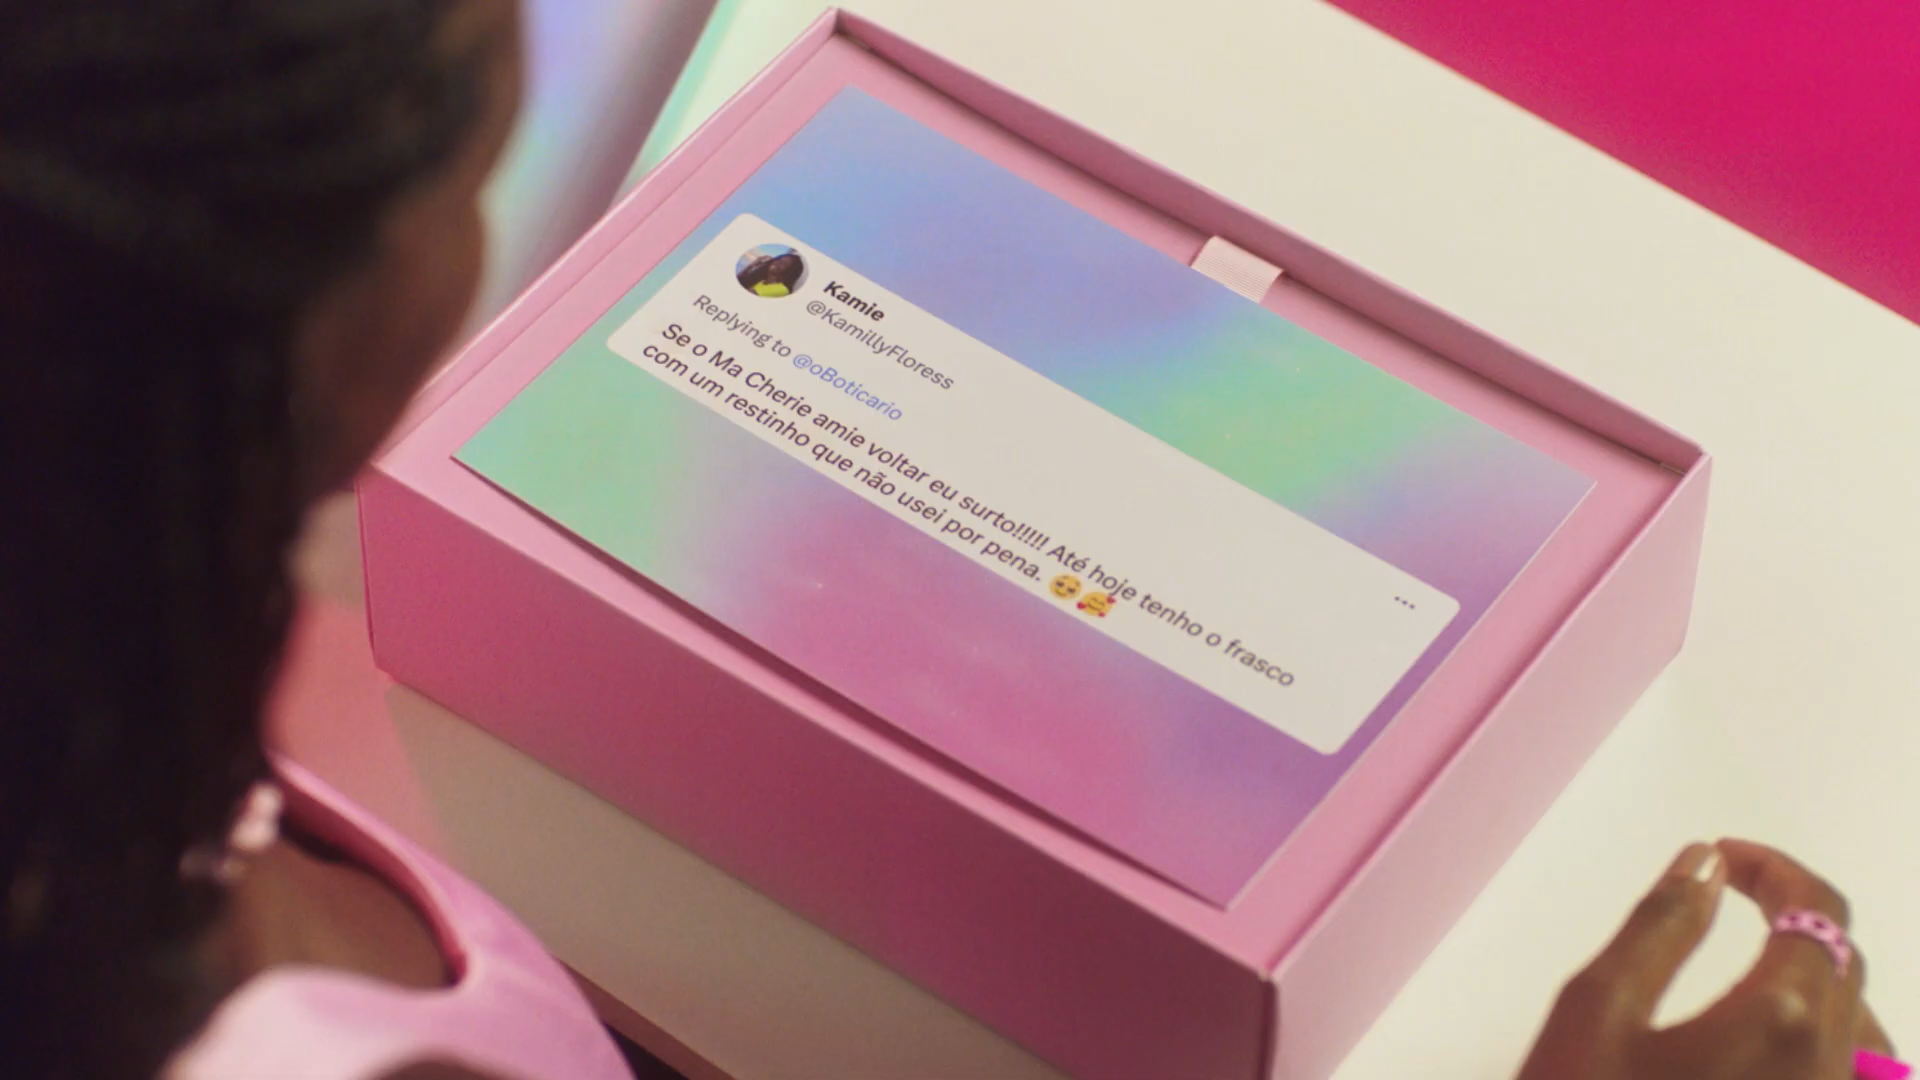 Kamie
@KamillyFloress
Replying to @oBoticario
Se o Ma Cherie amie voltar eu surto!!!!! Até hoje tenho o frasco
com um restinho que não usei por pena. 🥺🥰
...